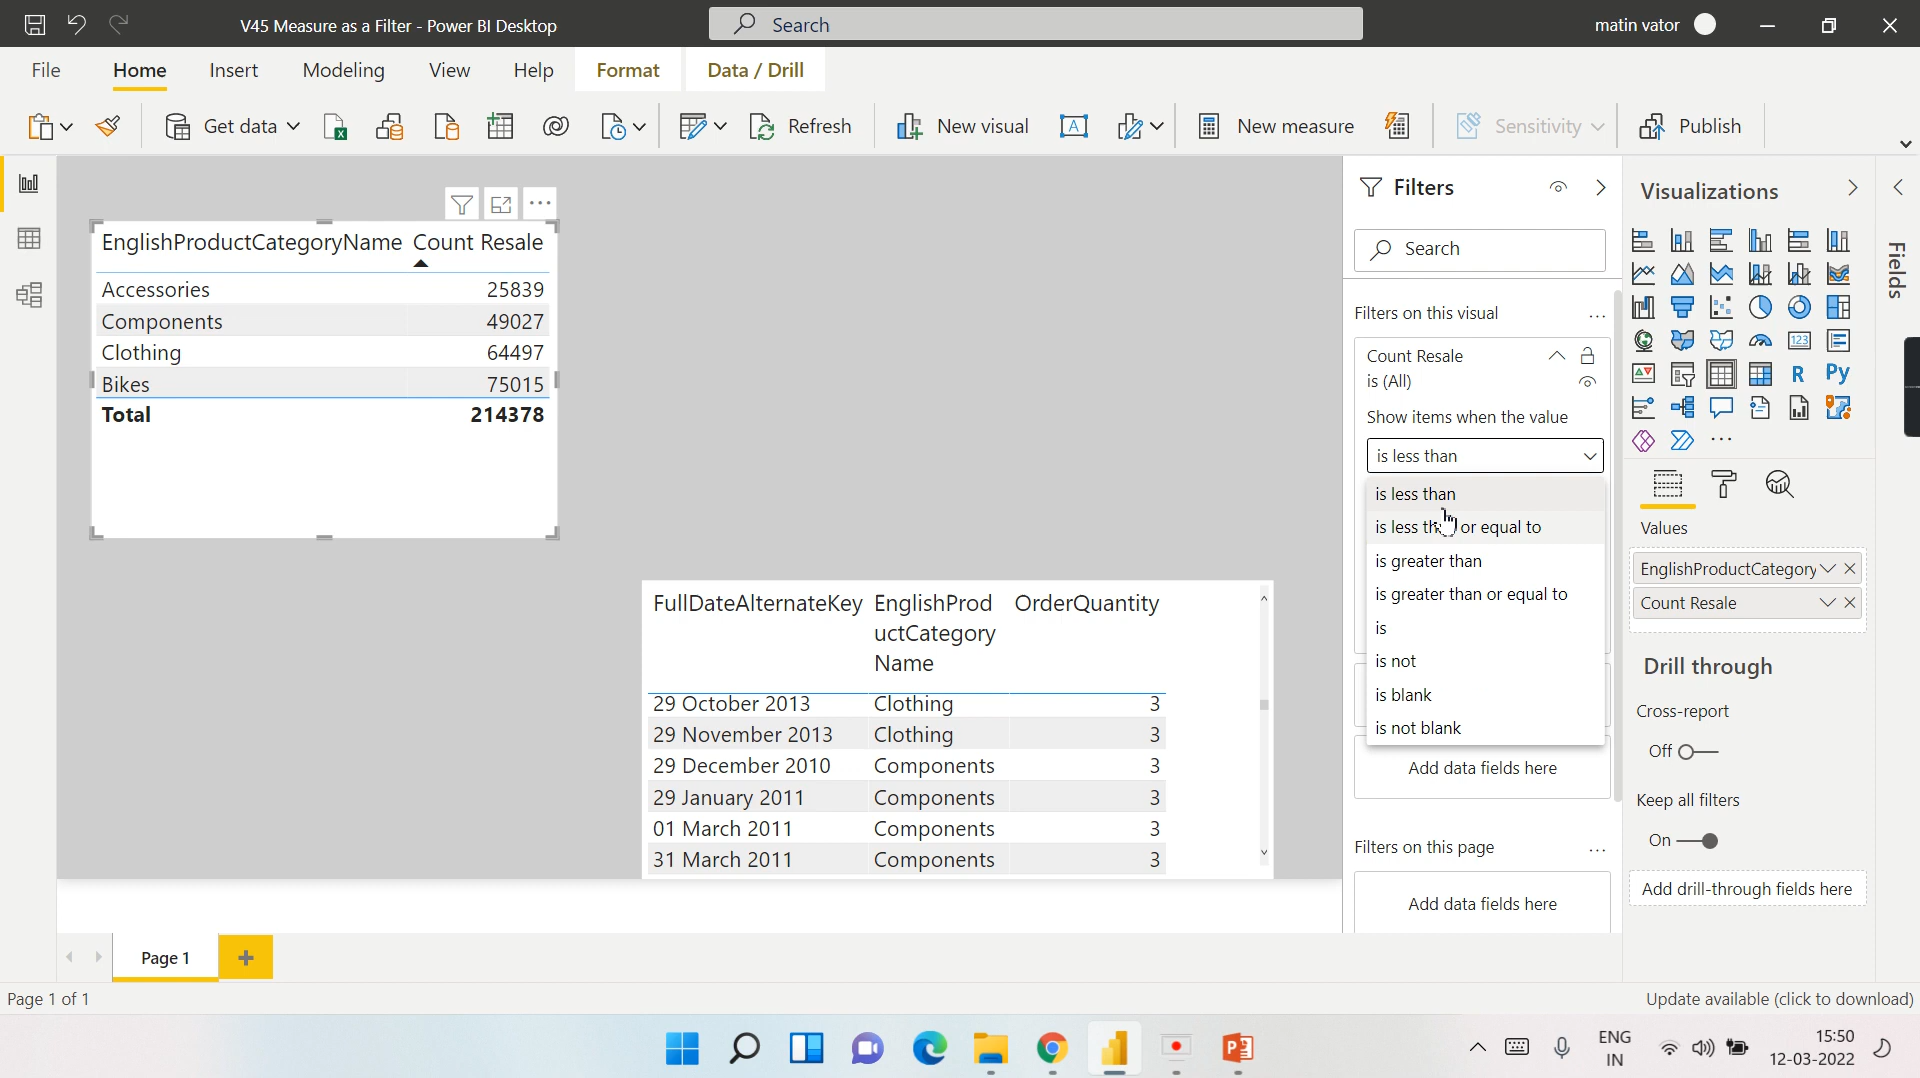 V45 Measure as a Filter - Power BI Desktop
Search
matin vator
File
Home
Insert
Modeling
View
Help
Format
Data / Drill
Get data
Refresh
New visual
New measure
Sensitivity
Publish
EnglishProductCategoryName Count Resale
Accessories 25839
Components 49027
Clothing 64497
Bikes 75015
Total 214378
FullDateAlternateKey EnglishProd OrderQuantity
uctCategory
Name
29 October 2013 Clothing 3
29 November 2013 Clothing 3
29 December 2010 Components 3
29 January 2011 Components 3
01 March 2011 Components 3
31 March 2011 Components 3
Filters
Search
Filters on this visual
Count Resale
is (All)
Show items when the value
is less than
is less than
is less th or equal to
is greater than
is greater than or equal to
is
is not
is blank
is not blank
Add data fields here
Filters on this page
Add data fields here
Visualizations
123
R
Py
Values
EnglishProductCategory
Count Resale
Drill through
Cross-report
Off
Keep all filters
On
Add drill-through fields here
Fields
Page 1
Page 1 of 1
Update available (click to download)
ENG
IN
15:50
12-03-2022